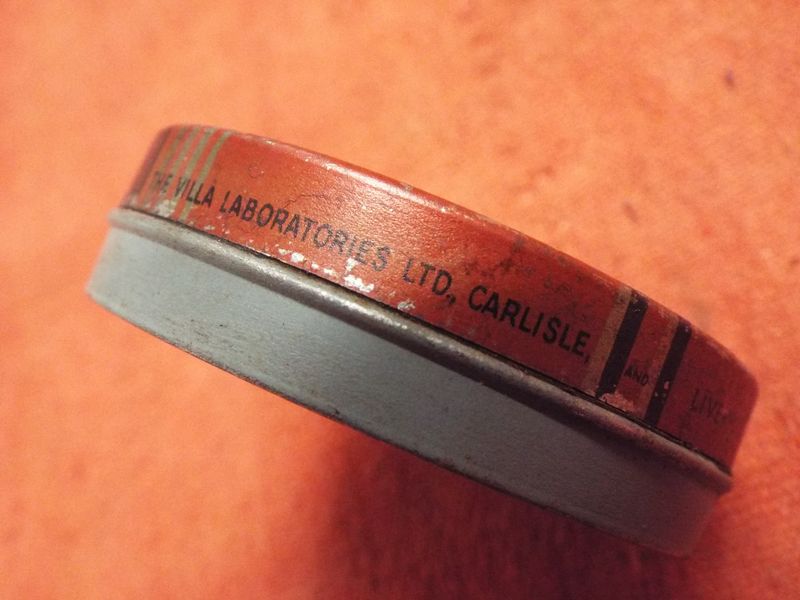 THE VILLA LABORATORIES LTD., CARLISLE, AND